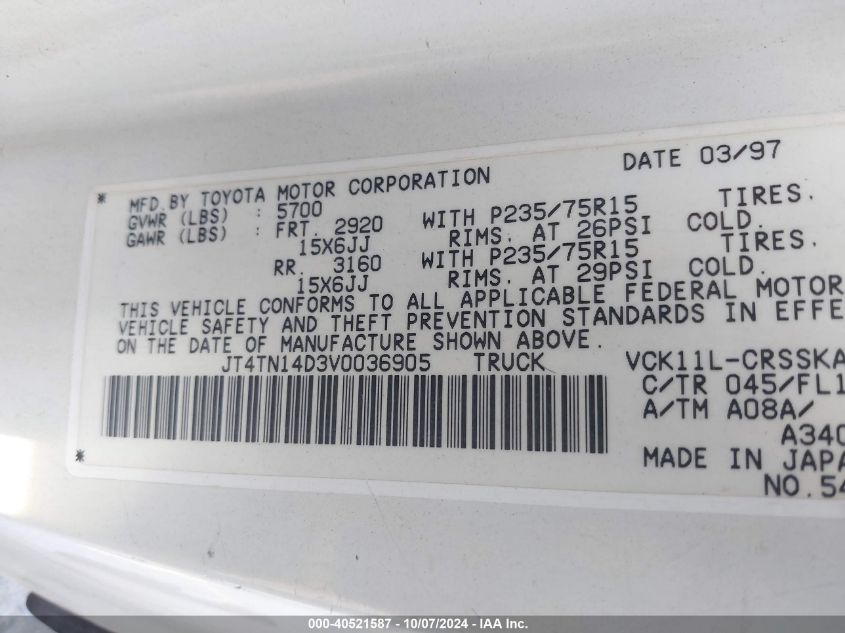 DATE 03/97
* MFD. BY TOYOTA MOTOR CORPORATION
GVWR (LBS) : 5700
GAWR (LBS) : FRT. 2920 WITH P235/75R15 TIRES.
15X6JJ RIMS. AT 26PSI COLD.
RR. 3160 WITH P235/75R15 TIRES.
15X6JJ RIMS. AT 29PSI COLD.
THIS VEHICLE CONFORMS TO ALL APPLICABLE FEDERAL MOTOR
VEHICLE SAFETY AND THEFT PREVENTION STANDARDS IN EFFE
ON THE DATE OF MANUFACTURE SHOWN ABOVE.
JT4TN14D3V0036905 TRUCK VCK11L-CRSSKA
C/TR 045/FL1
A/TM A08A/
A340
MADE IN JAPA
* NO. 54
000-40521587 - 10/07/2024 - IAA Inc.